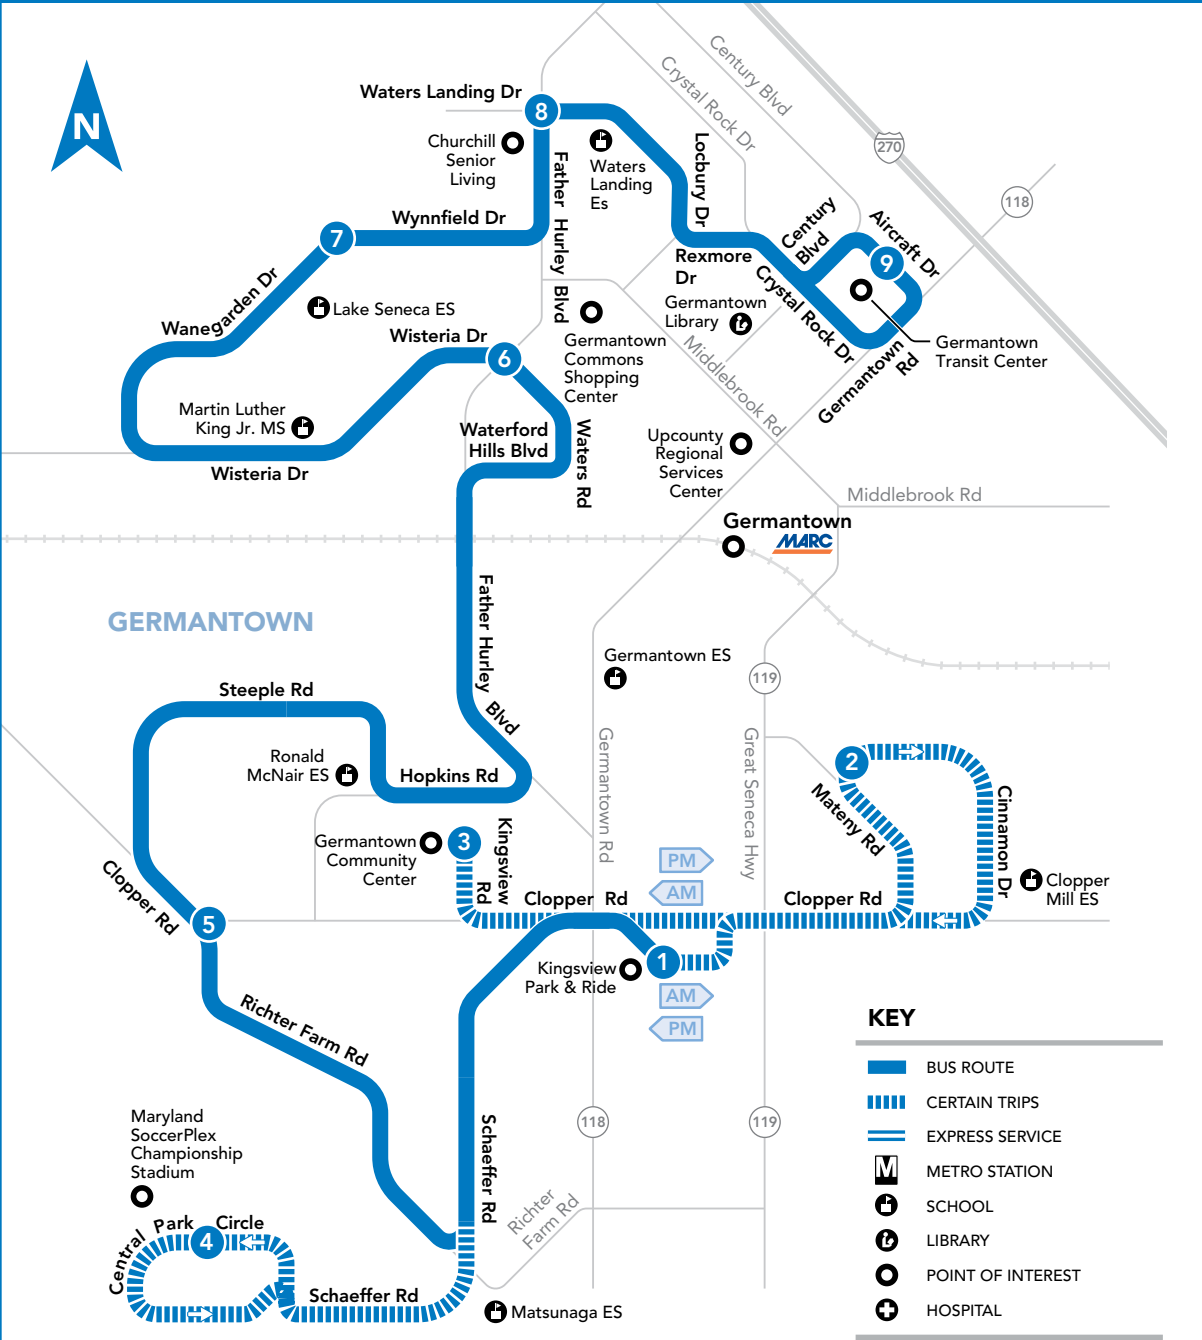 N
Waters Landing Dr
8
Churchill
Senior
Living
Waters
Landing
Es
Father Hurley Blvd
Locbury Dr
Crystal Rock Dr
Century Blvd
270
118
Wynnfield Dr
7
Century
Blvd
Aircraft Dr
9
Rexmore
Dr
Crystal Rock Dr
Germantown
Library
Germantown
Rd
Germantown
Transit Center
Wanegarden Dr
Lake Seneca ES
Wisteria Dr
6
Germantown
Commons
Shopping
Center
Middlebrook Rd
Martin Luther
King Jr. MS
Wisteria Dr
Waterford
Hills Blvd
Waters Rd
Upcounty
Regional
Services
Center
Middlebrook Rd
Germantown
MARC
GERMANTOWN
Father Hurley
Blvd
Germantown ES
119
Steeple Rd
Ronald
McNair ES
Hopkins Rd
Germantown Rd
Great Seneca Hwy
2
Mateny Rd
Cinnamon Dr
Germantown
Community
Center
3
Kingsview
Rd
PM
AM
Clopper Rd
Clopper Rd
Clopper
Mill ES
Clopper Rd
5
Kingsview
Park & Ride
1
AM
PM
Richter Farm Rd
Schaeffer Rd
118
119
Richter
Farm Rd
Maryland
SoccerPlex
Championship
Stadium
Central Park Circle
4
Schaeffer Rd
Matsunaga ES
KEY
BUS ROUTE
CERTAIN TRIPS
EXPRESS SERVICE
M
METRO STATION
SCHOOL
LIBRARY
POINT OF INTEREST
HOSPITAL